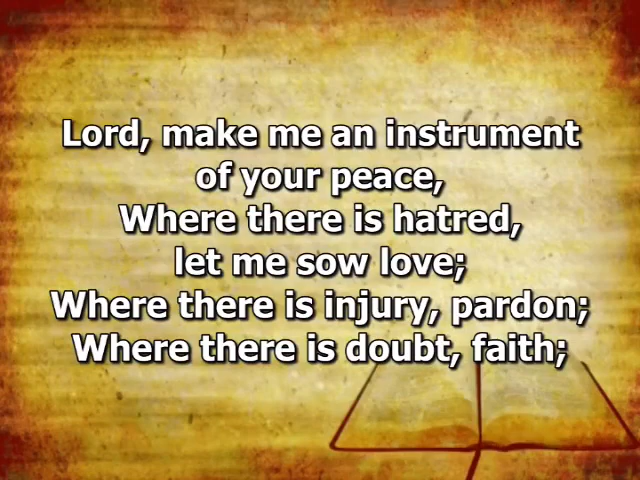 Lord, make me an instrument
of your peace,
Where there is hatred,
let me sow love;
Where there is injury, pardon;
Where there is doubt, faith;